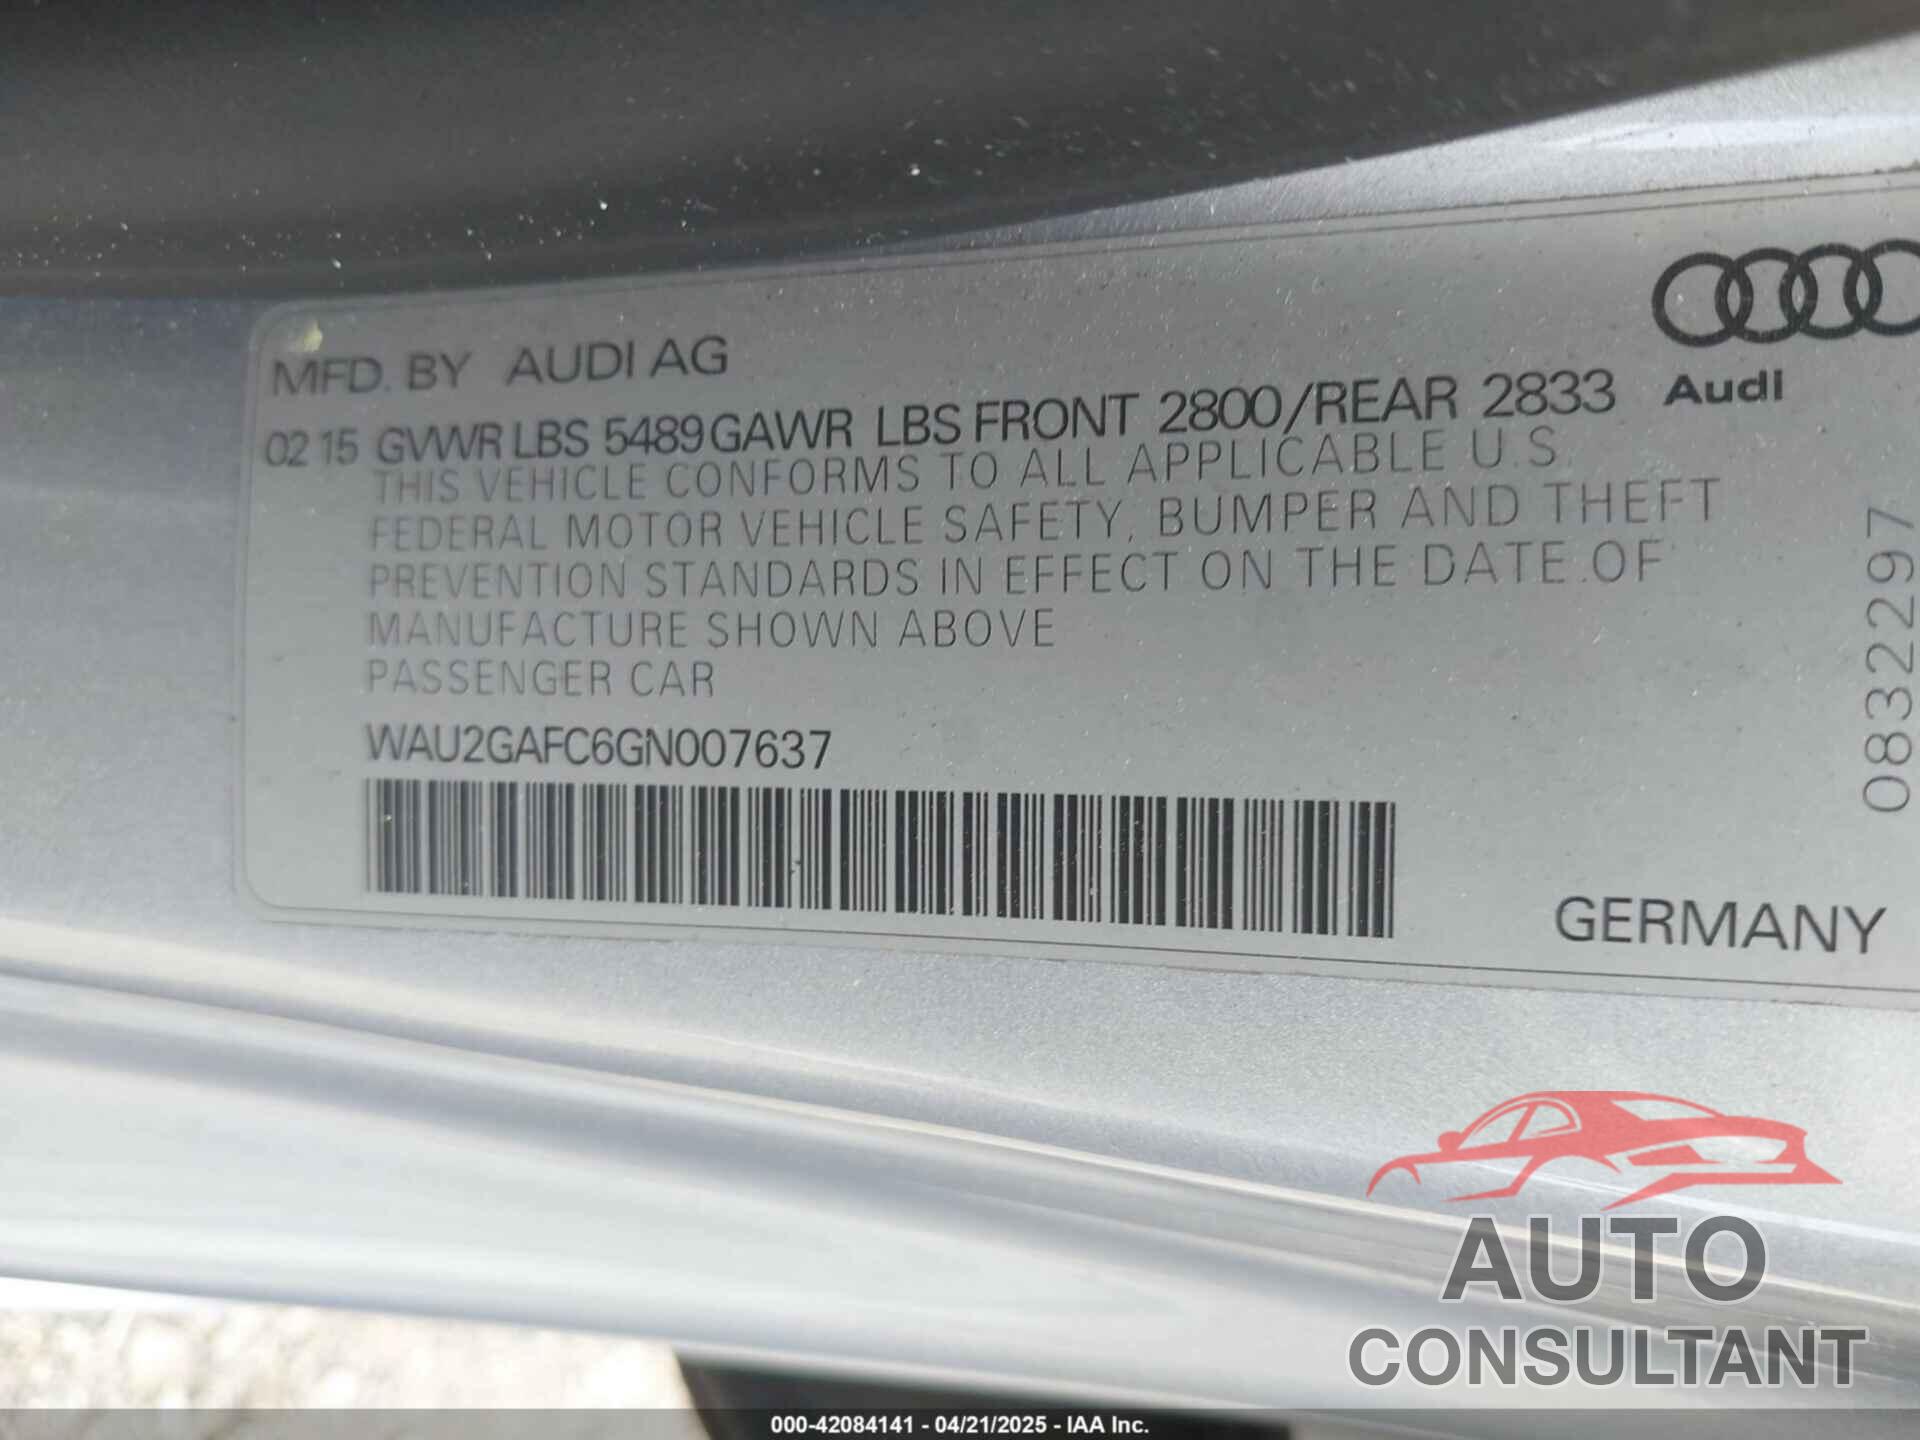 MFD. BY AUDI AG
Audi
02 15 GVWR LBS 5489 GAWR LBS FRONT 2800/REAR 2833
THIS VEHICLE CONFORMS TO ALL APPLICABLE U.S.
FEDERAL MOTOR VEHICLE SAFETY, BUMPER AND THEFT
PREVENTION STANDARDS IN EFFECT ON THE DATE OF
MANUFACTURE SHOWN ABOVE
PASSENGER CAR
WAU2GAFC6GN007637
0832297
GERMANY
AUTO
CONSULTANT
000-42084141 - 04/21/2025 - IAA Inc.